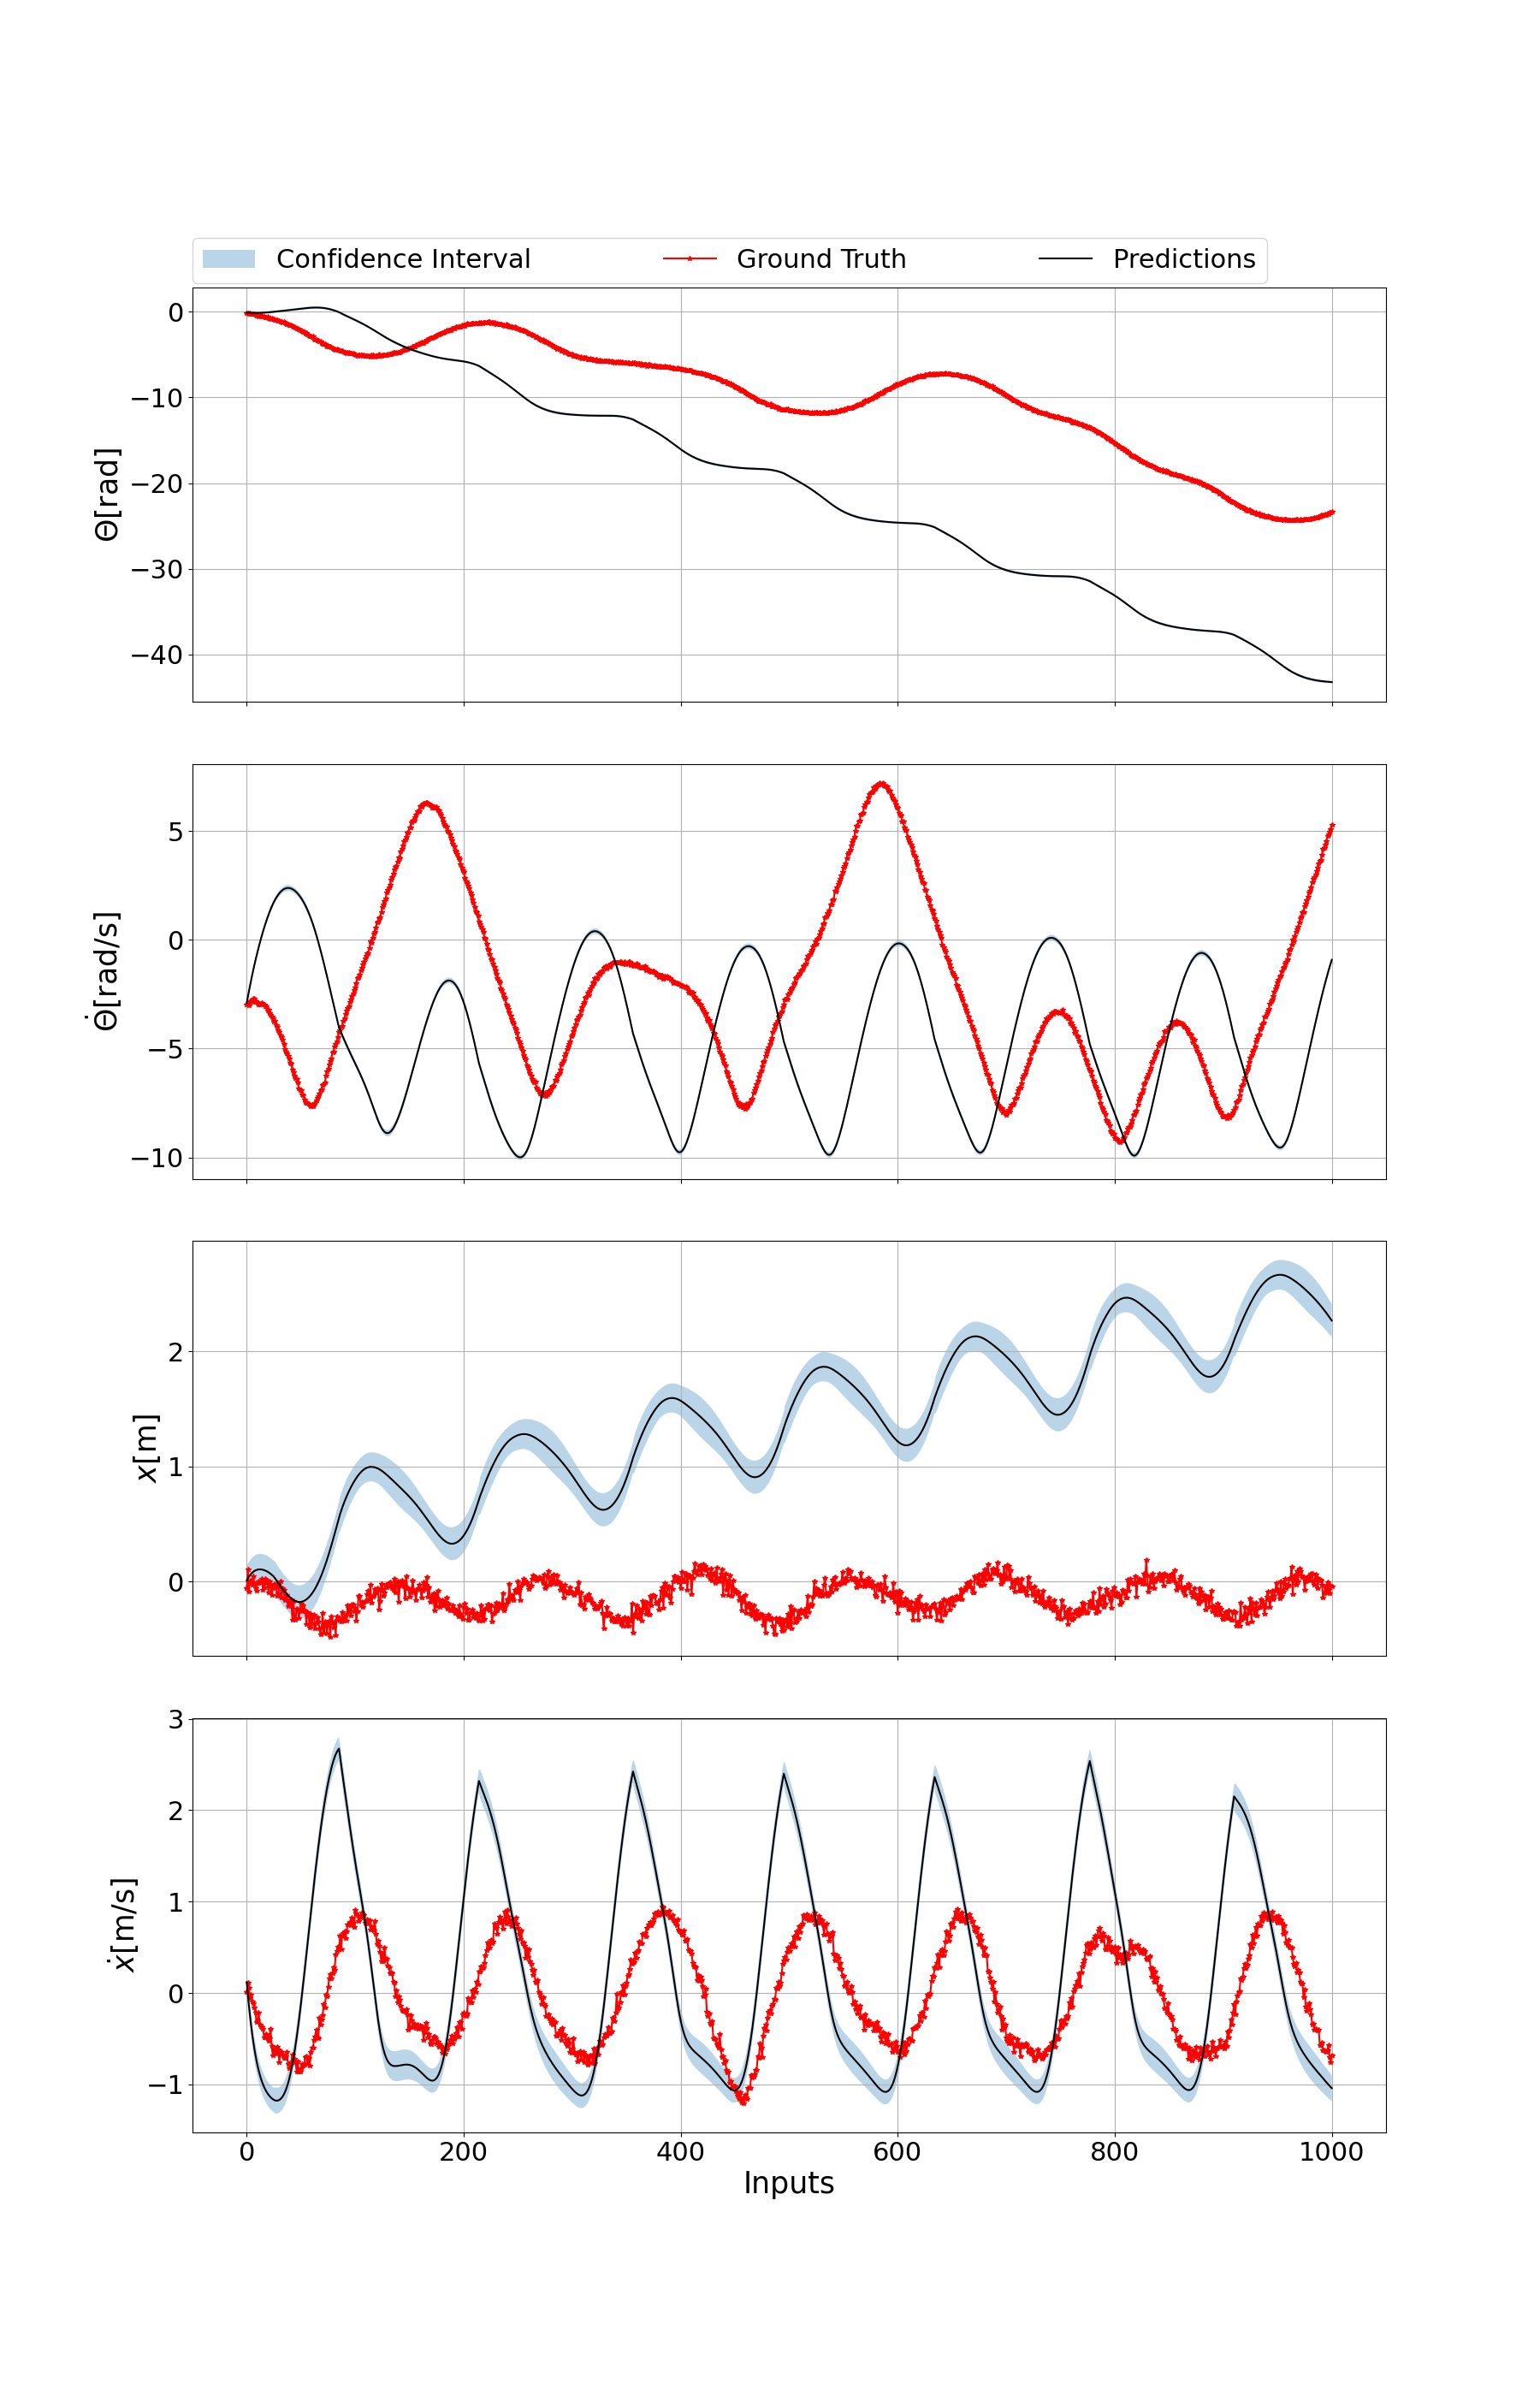 Confidence Interval Ground Truth Predictions
0
−10
−20
−30
−40
Θ[rad]
5
0
−5
−10
Θ̇[rad/s]
2
1
0
x[m]
3
2
1
0
−1
ẋ[m/s]
0 200 400 600 800 1000
Inputs